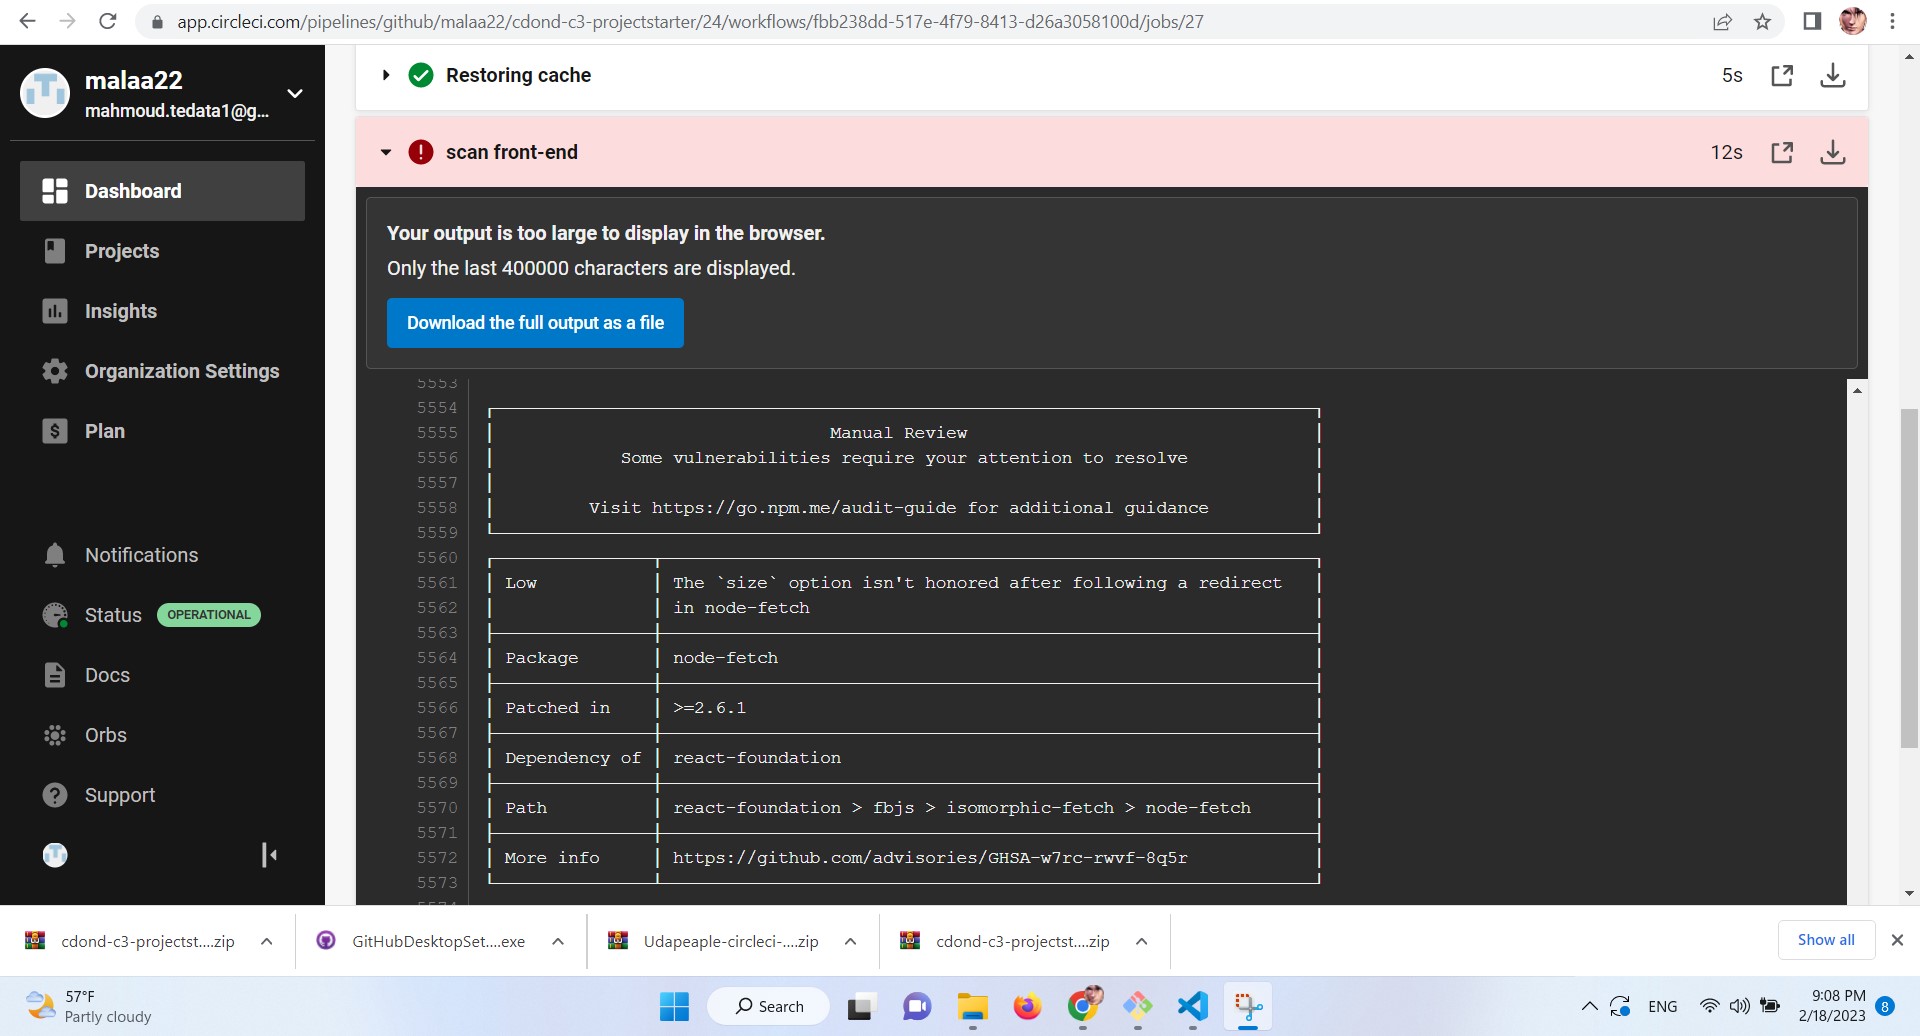 app.circleci.com/pipelines/github/malaa22/cdond-c3-projectstarter/24/workflows/fbb238dd-517e-4f79-8413-d26a3058100d/jobs/27
malaa22
mahmoud.tedata1@g...
Dashboard
Projects
Insights
Organization Settings
Plan
Notifications
Status OPERATIONAL
Docs
Orbs
Support
Restoring cache 5s
scan front-end 12s
Your output is too large to display in the browser.
Only the last 400000 characters are displayed.
Download the full output as a file
5553
5554
5555 Manual Review
5556 Some vulnerabilities require your attention to resolve
5557
5558 Visit https://go.npm.me/audit-guide for additional guidance
5559
5560
5561 Low The `size` option isn't honored after following a redirect
5562 in node-fetch
5563
5564 Package node-fetch
5565
5566 Patched in >=2.6.1
5567
5568 Dependency of react-foundation
5569
5570 Path react-foundation > fbjs > isomorphic-fetch > node-fetch
5571
5572 More info https://github.com/advisories/GHSA-w7rc-rwvf-8q5r
5573
5574
cdond-c3-projectst....zip
GitHubDesktopSet....exe
Udapeaple-circleci-....zip
cdond-c3-projectst....zip
Show all
57°F
Partly cloudy
Search
ENG
9:08 PM
2/18/2023
8